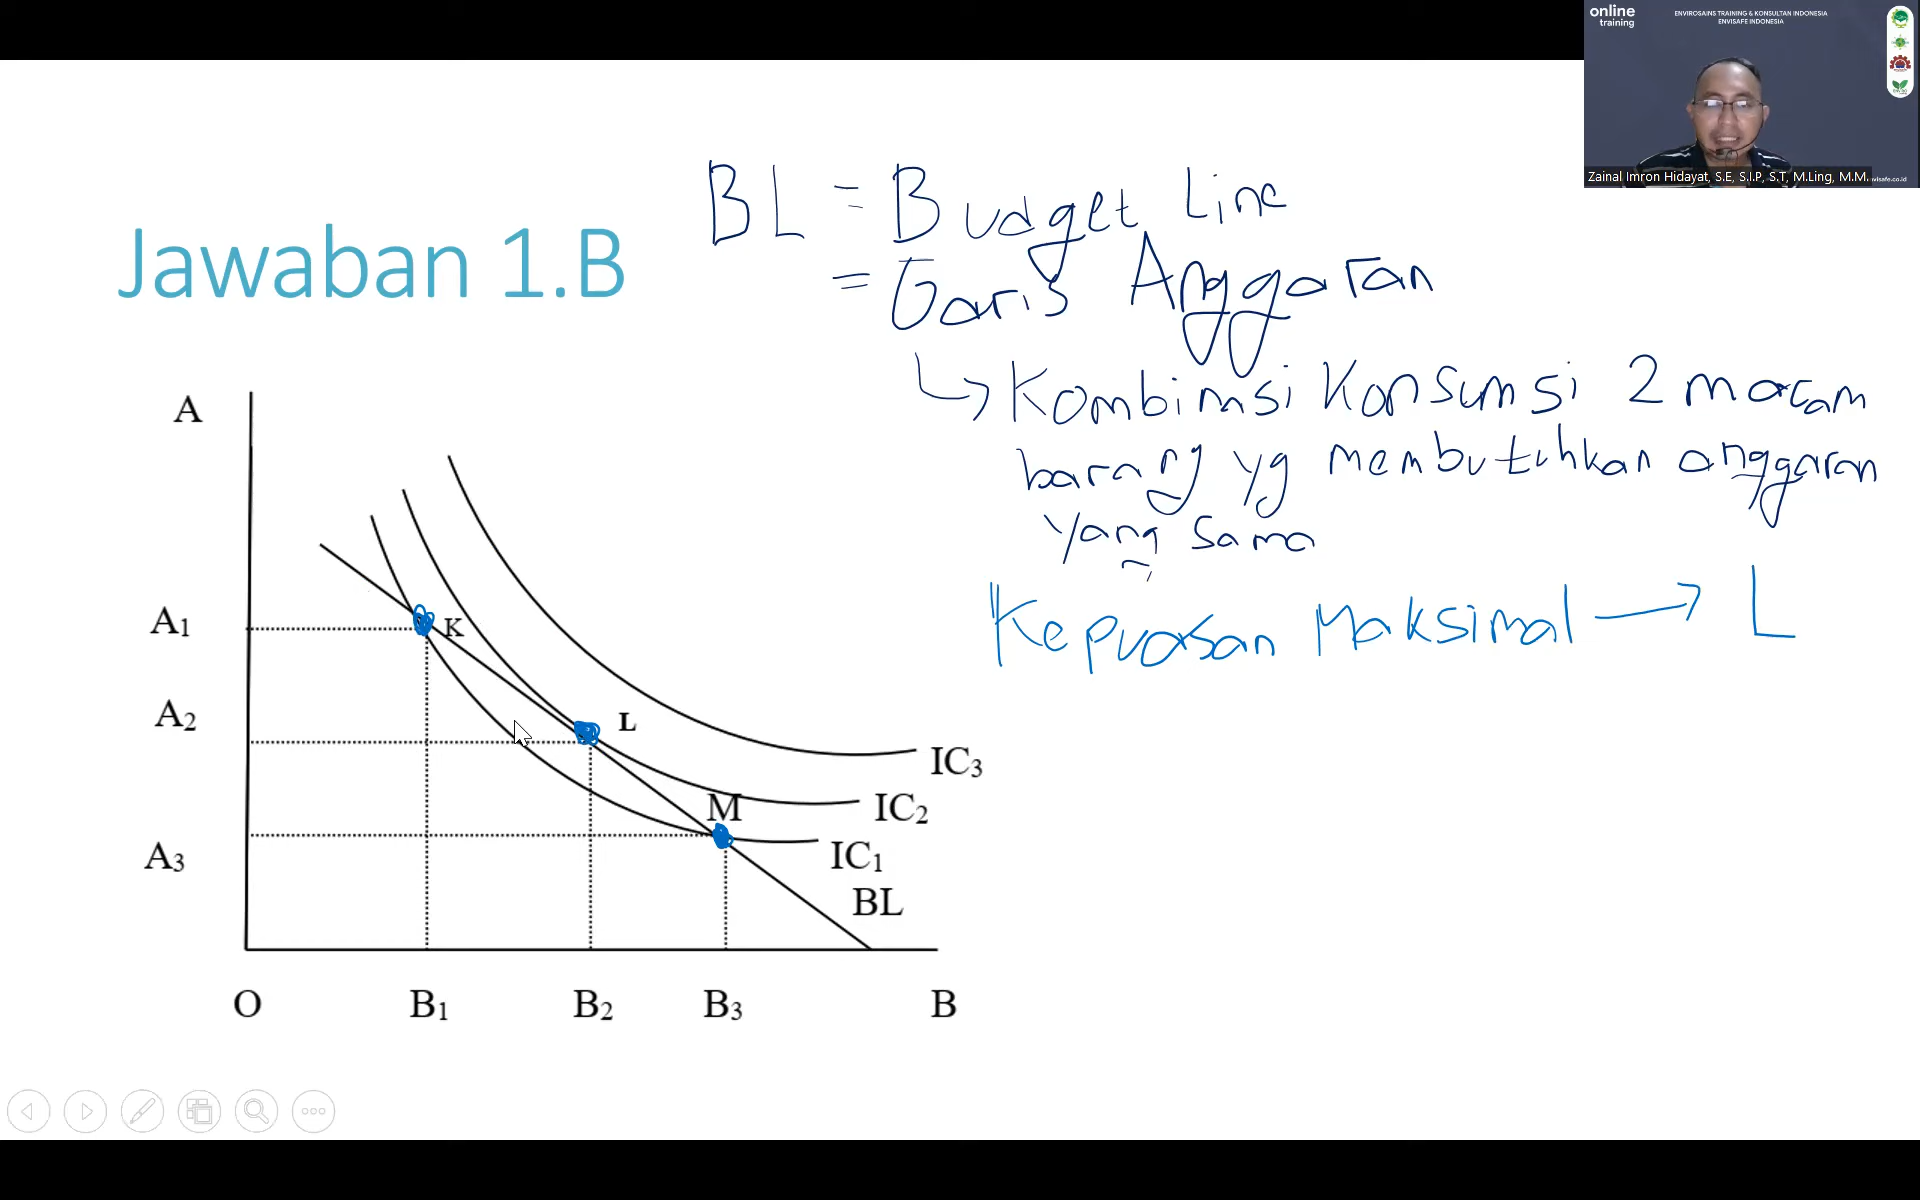 online
training
ENVIROSAINS TRAINING & KONSULTAN INDONESIA
ENVISAFE INDONESIA
Zainal Imron Hidayat, S.E, S.I.P, S.T, M.Ling, M.M.
Jawaban 1.B
BL = Budget Line
= Garis Anggaran
Kombinasi Konsumsi 2 macam
barang yg membutuhkan anggaran
yang sama
Kepuasan Maksimal → L
A
A1
K
A2
L
IC3
M
IC2
A3
IC1
BL
O B1 B2 B3 B